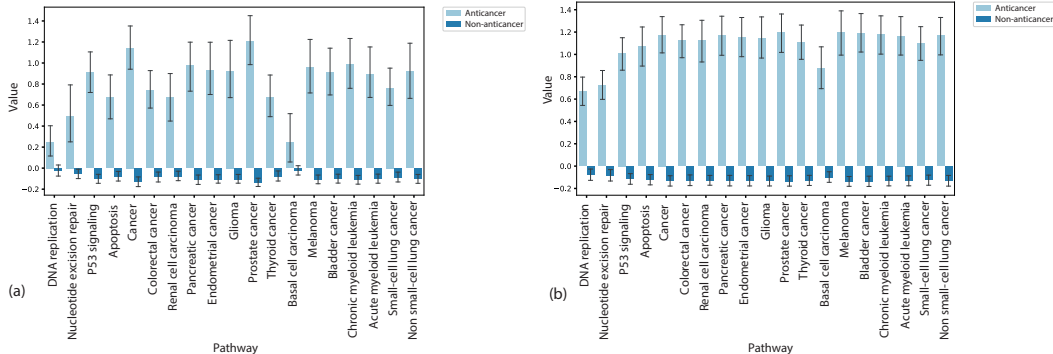 Anticancer
Non-anticancer
Value
1.4
1.2
1.0
0.8
0.6
0.4
0.2
0.0
−0.2
DNA replication
Nucleotide excision repair
P53 signaling
Apoptosis
Cancer
Colorectal cancer
Renal cell carcinoma
Pancreatic cancer
Endometrial cancer
Glioma
Prostate cancer
Thyroid cancer
Basal cell carcinoma
Melanoma
Bladder cancer
Chronic myeloid leukemia
Acute myeloid leukemia
Small-cell lung cancer
Non small-cell lung cancer
(a)
Pathway
Anticancer
Non-anticancer
Value
1.4
1.2
1.0
0.8
0.6
0.4
0.2
0.0
−0.2
DNA replication
Nucleotide excision repair
P53 signaling
Apoptosis
Cancer
Colorectal cancer
Renal cell carcinoma
Pancreatic cancer
Endometrial cancer
Glioma
Prostate cancer
Thyroid cancer
Basal cell carcinoma
Melanoma
Bladder cancer
Chronic myeloid leukemia
Acute myeloid leukemia
Small-cell lung cancer
Non small-cell lung cancer
(b)
Pathway